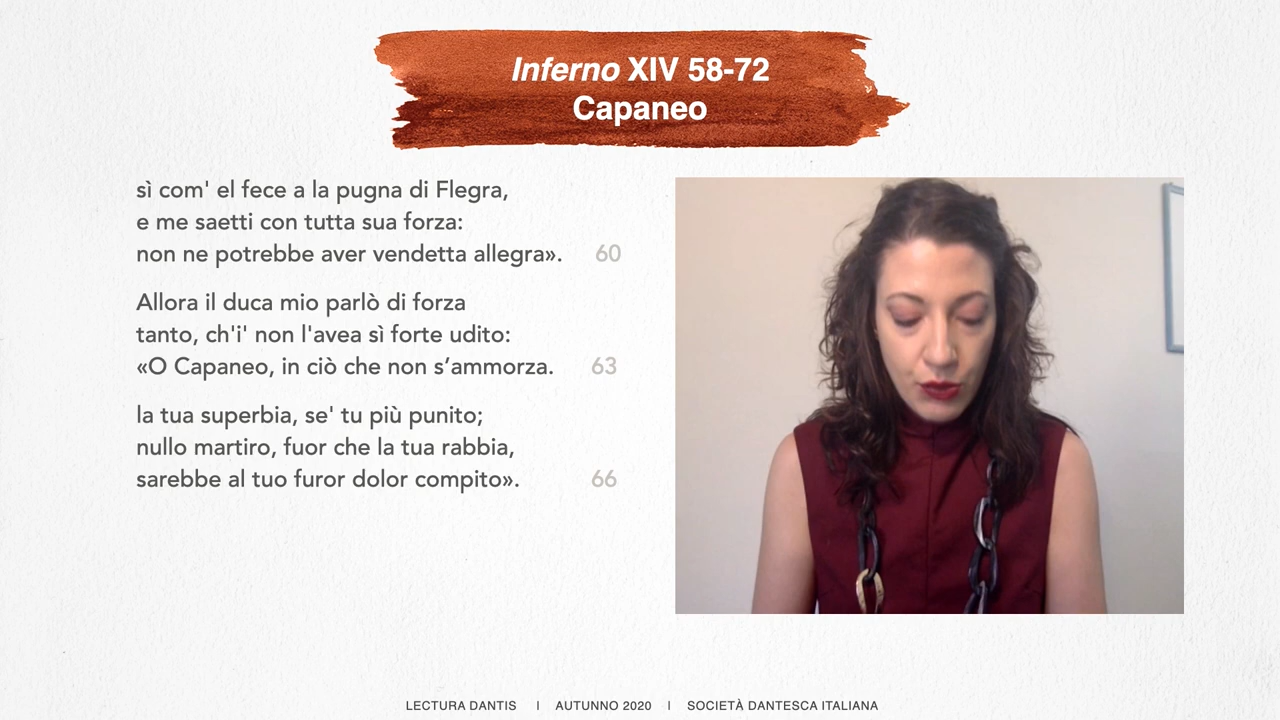 Inferno XIV 58-72
Capaneo
sì com' el fece a la pugna di Flegra,
e me saetti con tutta sua forza:
non ne potrebbe aver vendetta allegra». 60
Allora il duca mio parlò di forza
tanto, ch'i' non l'avea sì forte udito:
«O Capaneo, in ciò che non s’ammorza. 63
la tua superbia, se' tu più punito;
nullo martiro, fuor che la tua rabbia,
sarebbe al tuo furor dolor compito». 66
LECTURA DANTIS | AUTUNNO 2020 | SOCIETÀ DANTESCA ITALIANA